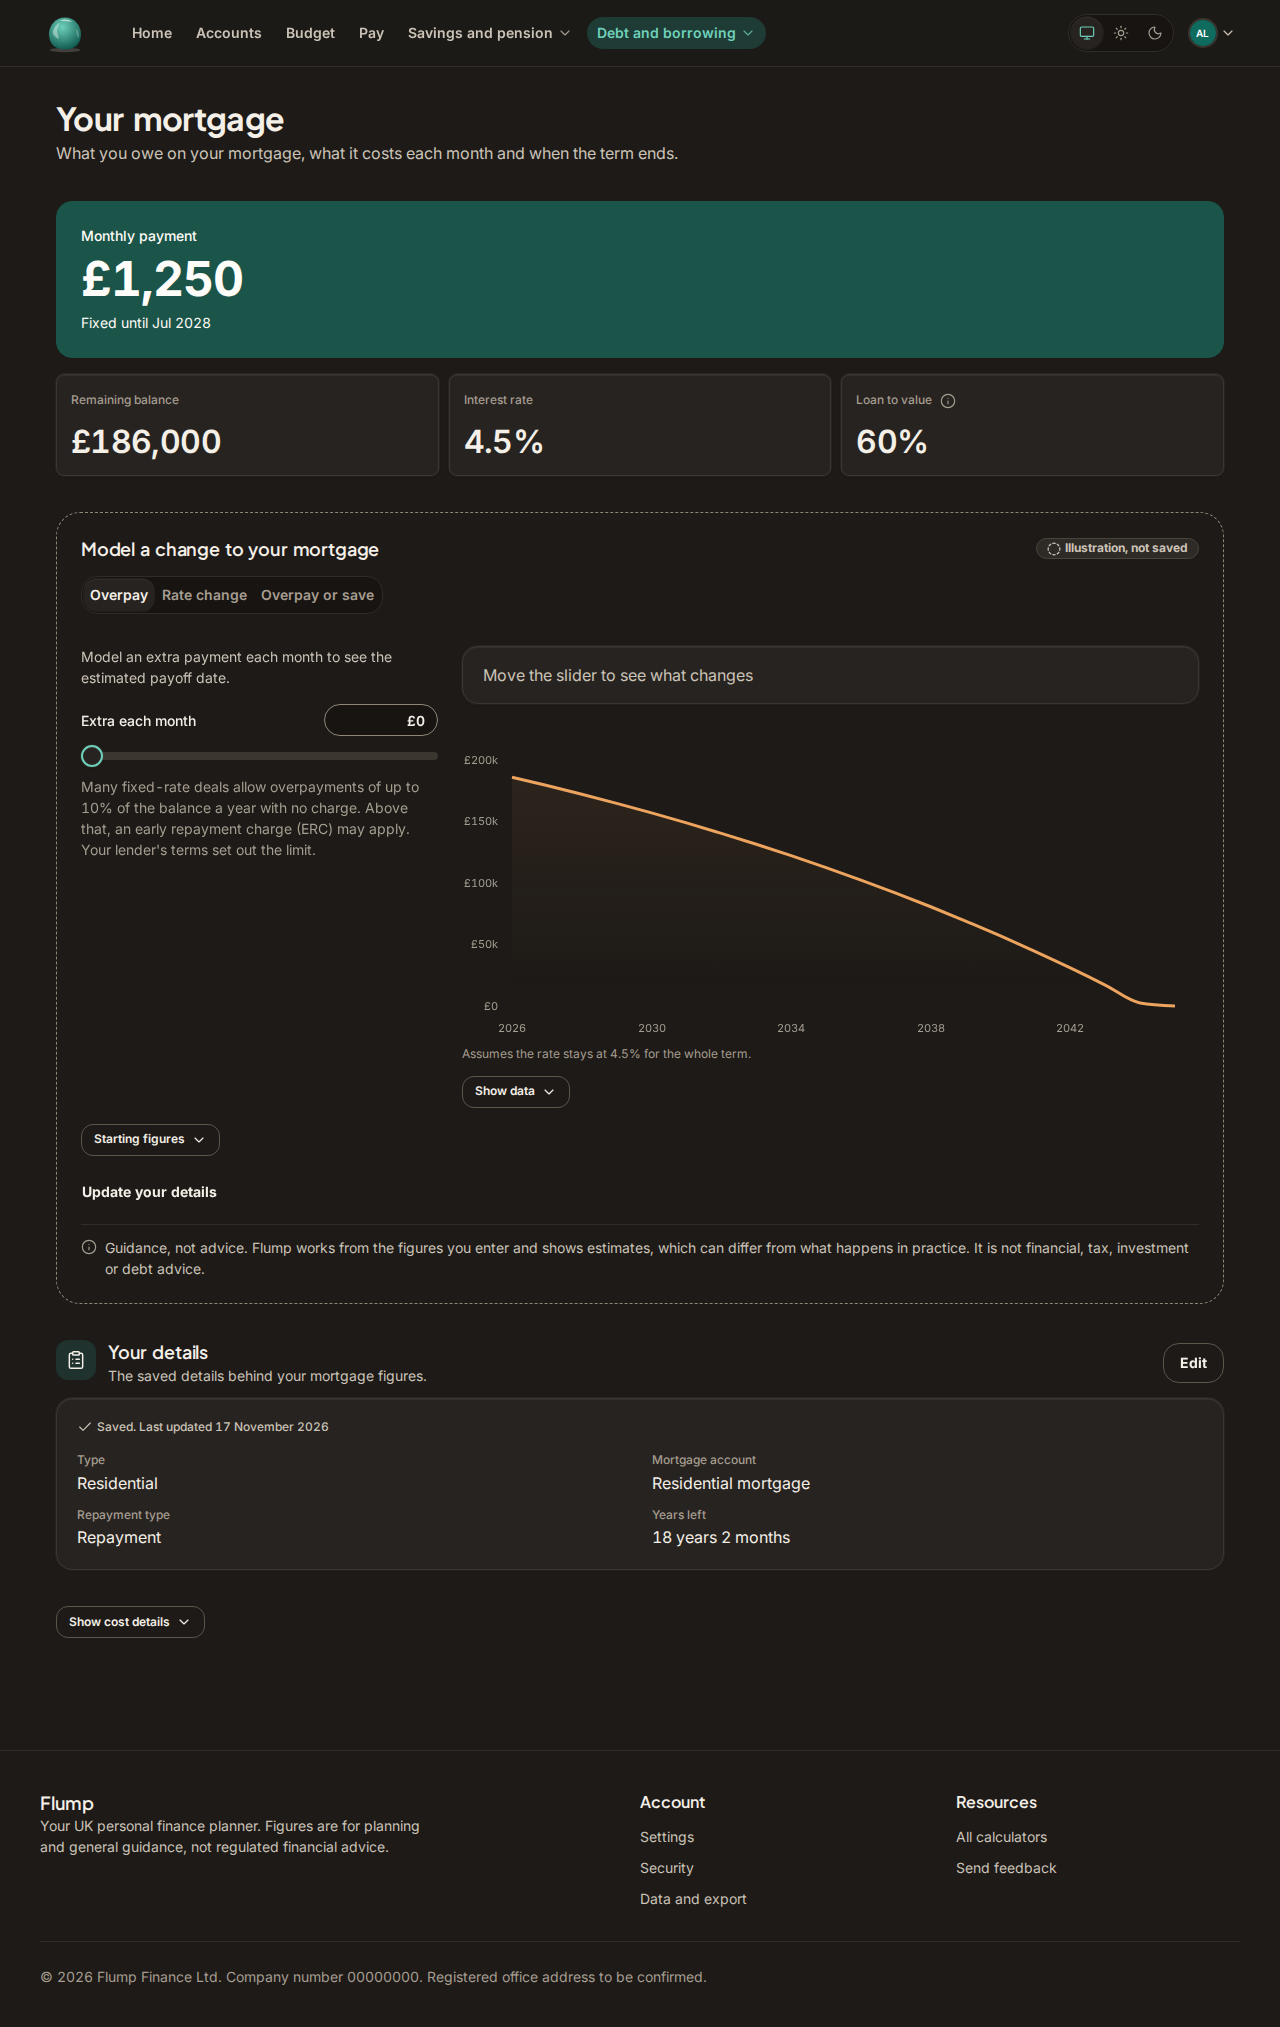 Home Accounts Budget Pay Savings and pension Debt and borrowing AL
Your mortgage
What you owe on your mortgage, what it costs each month and when the term ends.
Monthly payment
£1,250
Fixed until Jul 2028
Remaining balance
£186,000
Interest rate
4.5%
Loan to value
60%
Model a change to your mortgage
Illustration, not saved
Overpay Rate change Overpay or save
Model an extra payment each month to see the
estimated payoff date.
Extra each month £0
Many fixed-rate deals allow overpayments of up to
10% of the balance a year with no charge. Above
that, an early repayment charge (ERC) may apply.
Your lender's terms set out the limit.
Move the slider to see what changes
£200k
£150k
£100k
£50k
£0
2026 2030 2034 2038 2042
Assumes the rate stays at 4.5% for the whole term.
Show data
Starting figures
Update your details
Guidance, not advice. Flump works from the figures you enter and shows estimates, which can differ from what happens in practice. It is not financial, tax, investment
or debt advice.
Your details
The saved details behind your mortgage figures.
Edit
Saved. Last updated 17 November 2026
Type
Residential
Mortgage account
Residential mortgage
Repayment type
Repayment
Years left
18 years 2 months
Show cost details
Flump
Your UK personal finance planner. Figures are for planning
and general guidance, not regulated financial advice.
Account
Settings
Security
Data and export
Resources
All calculators
Send feedback
© 2026 Flump Finance Ltd. Company number 00000000. Registered office address to be confirmed.